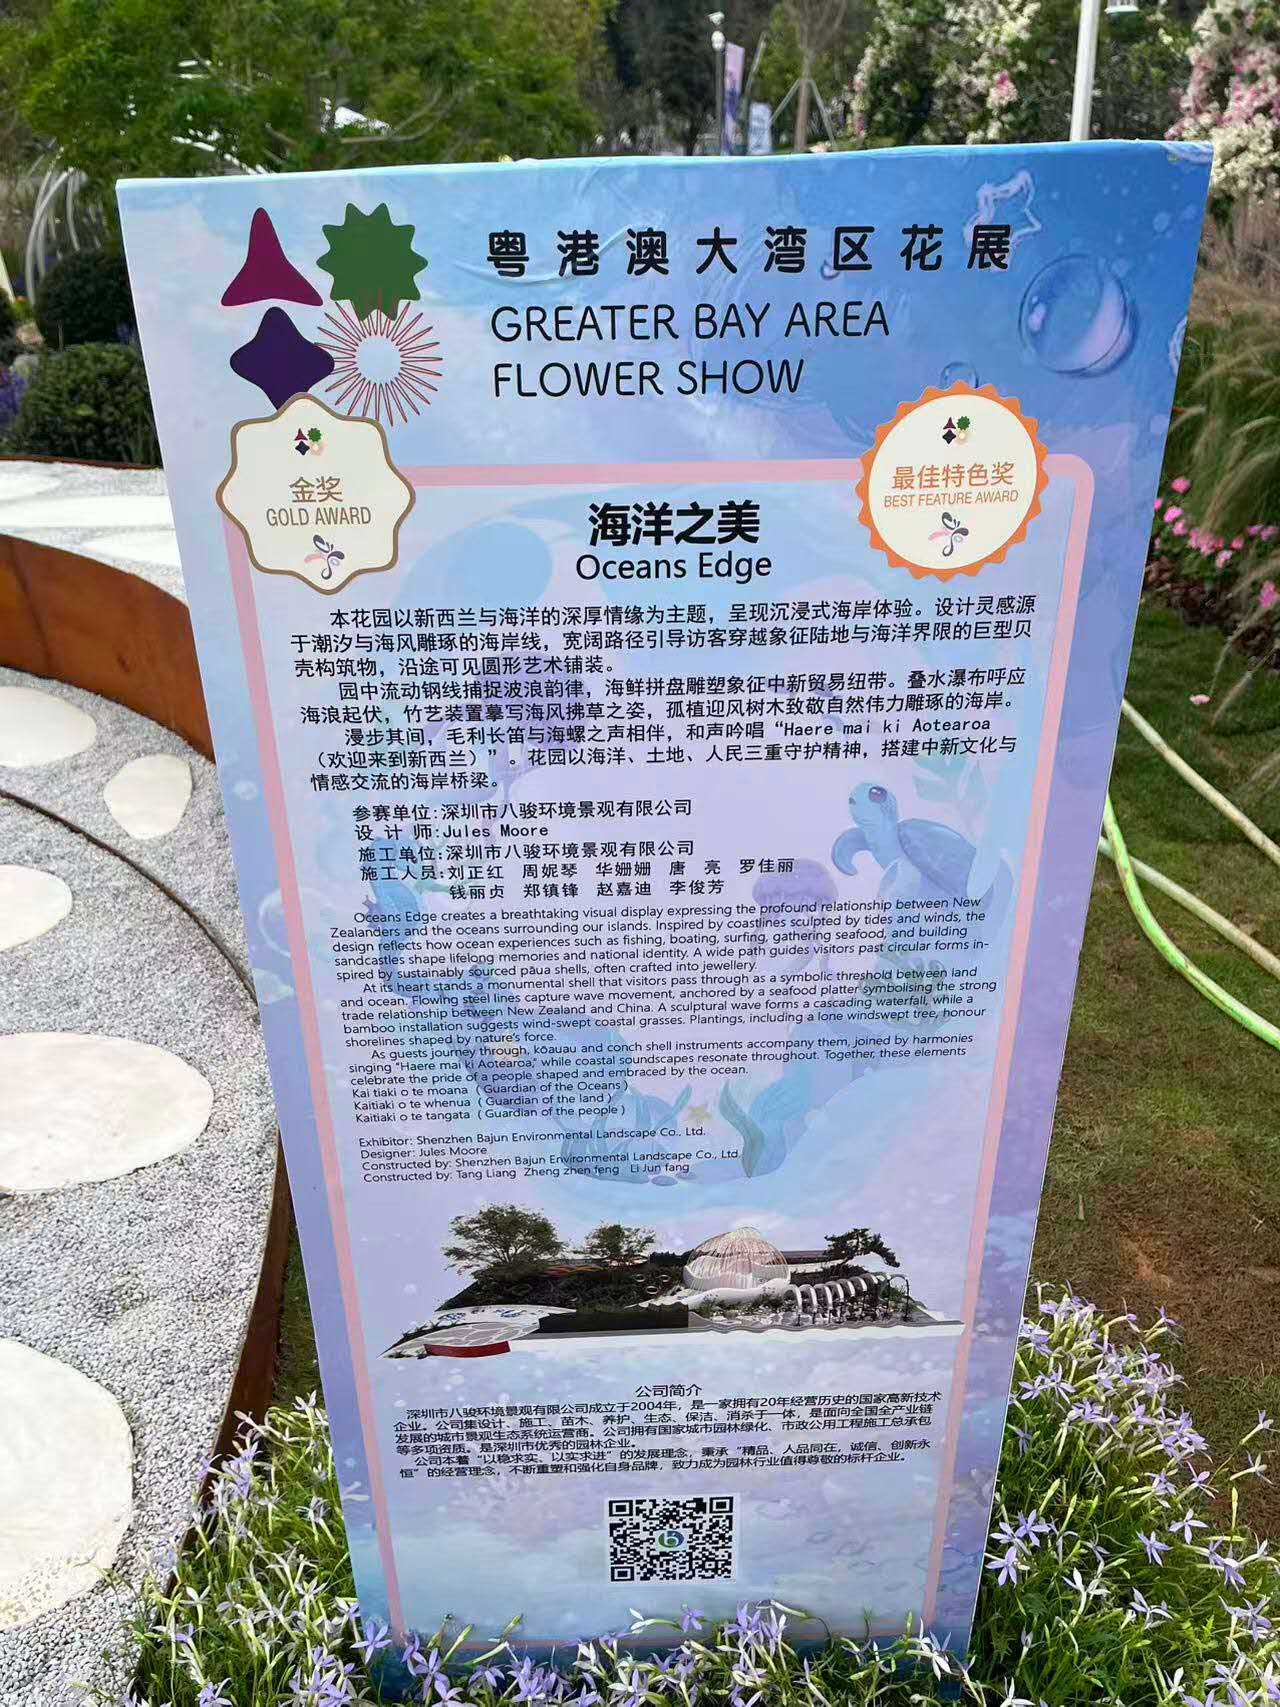 粤港澳大湾区花展
GREATER BAY AREA
FLOWER SHOW
金奖
GOLD AWARD
最佳特色奖
BEST FEATURE AWARD
海洋之美
Oceans Edge
本花园以新西兰与海洋的深厚情缘为主题，呈现沉浸式海岸体验。设计灵感源
于潮汐与海风雕琢的海岸线，宽阔路径引导访客穿越象征陆地与海洋界限的巨型贝
壳构筑物，沿途可见圆形艺术铺装。
园中流动钢线捕捉波浪韵律，海鲜拼盘雕塑象征中新贸易纽带。叠水瀑布呼应
海浪起伏，竹艺装置摹写海风拂草之姿，孤植迎风树木致敬自然伟力雕琢的海岸。
漫步其间，毛利长笛与海螺之声相伴，和声吟唱“Haere mai ki Aotearoa
（欢迎来到新西兰）”。花园以海洋、土地、人民三重守护精神，搭建中新文化与
情感交流的海岸桥梁。
参赛单位:深圳市八骏环境景观有限公司
设 计 师:Jules Moore
施工单位:深圳市八骏环境景观有限公司
施工人员:刘正红 周妮琴 华姗姗 唐 亮 罗佳丽
钱丽贞 郑镇锋 赵嘉迪 李俊芳
Oceans Edge creates a breathtaking visual display expressing the profound relationship between New
Zealanders and the oceans surrounding our islands. Inspired by coastlines sculpted by tides and winds, the
design reflects how ocean experiences such as fishing, boating, surfing, gathering seafood, and building
sandcastles shape lifelong memories and national identity. A wide path guides visitors past circular forms in-
spired by sustainably sourced pāua shells, often crafted into jewellery.
At its heart stands a monumental shell that visitors pass through as a symbolic threshold between land
and ocean. Flowing steel lines capture wave movement, anchored by a seafood platter symbolising the strong
trade relationship between New Zealand and China. A sculptural wave forms a cascading waterfall, while a
bamboo installation suggests wind-swept coastal grasses. Plantings, including a lone windswept tree, honour
shorelines shaped by nature's force.
As guests journey through, kōauau and conch shell instruments accompany them, joined by harmonies
singing "Haere mai ki Aotearoa," while coastal soundscapes resonate throughout. Together, these elements
celebrate the pride of a people shaped and embraced by the ocean.
Kai tiaki o te moana ( Guardian of the Oceans )
Kaitiaki o te whenua ( Guardian of the land )
Kaitiaki o te tangata ( Guardian of the people )
Exhibitor: Shenzhen Bajun Environmental Landscape Co., Ltd.
Designer: Jules Moore
Constructed by: Shenzhen Bajun Environmental Landscape Co., Ltd.
Constructed by: Tang Liang Zheng zhen feng Li Jun fang
公司简介
深圳市八骏环境景观有限公司成立于2004年，是一家拥有20年经营历史的国家高新技术
企业。公司集设计、施工、苗木、养护、生态、保洁、消杀于一体，是面向全国全产业链
发展的城市景观生态系统运营商。公司拥有国家城市园林绿化、市政公用工程施工总承包
等多项资质。是深圳市优秀的园林企业。
公司本着“以稳求实、以实求进”的发展理念，秉承“精品、人品同在，诚信、创新永
恒”的经营理念，不断重塑和强化自身品牌，致力成为园林行业值得尊敬的标杆企业。